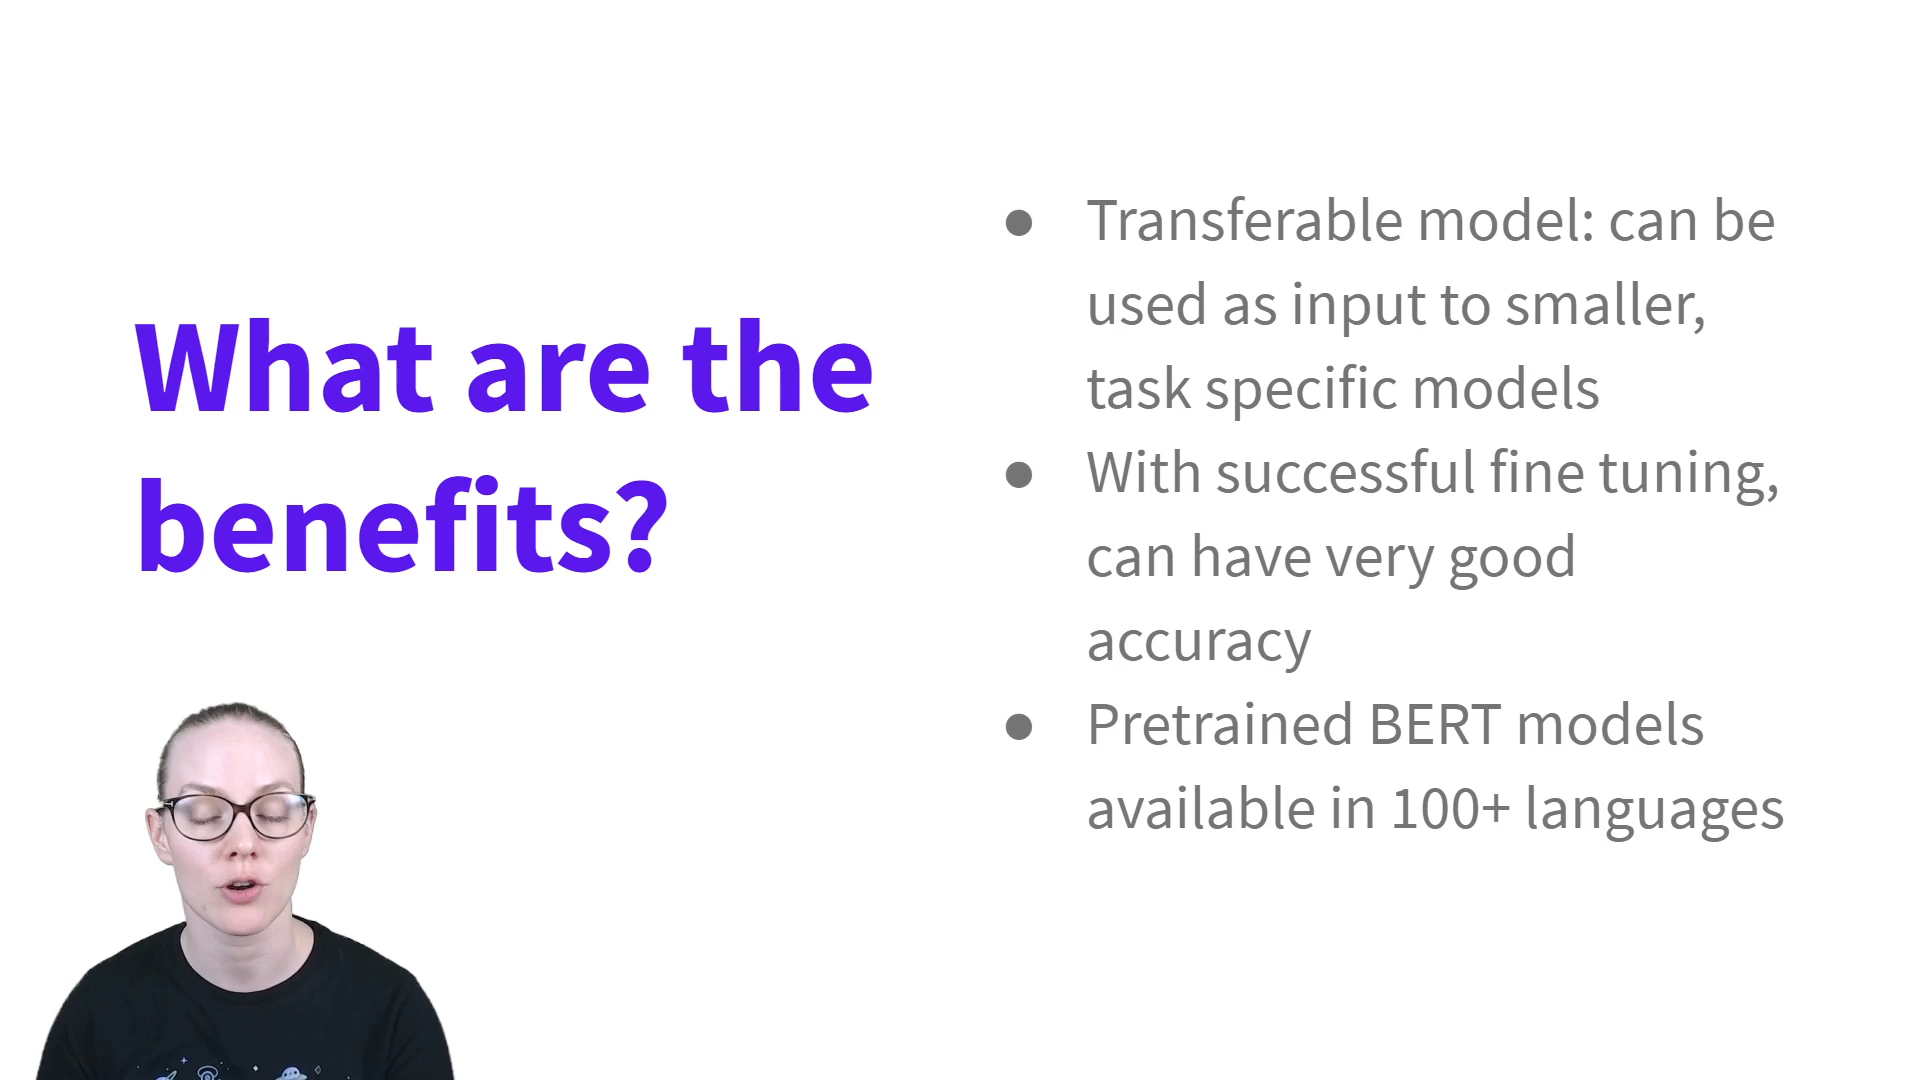 What are the
benefits?
● Transferable model: can be
used as input to smaller,
task specific models
● With successful fine tuning,
can have very good
accuracy
● Pretrained BERT models
available in 100+ languages